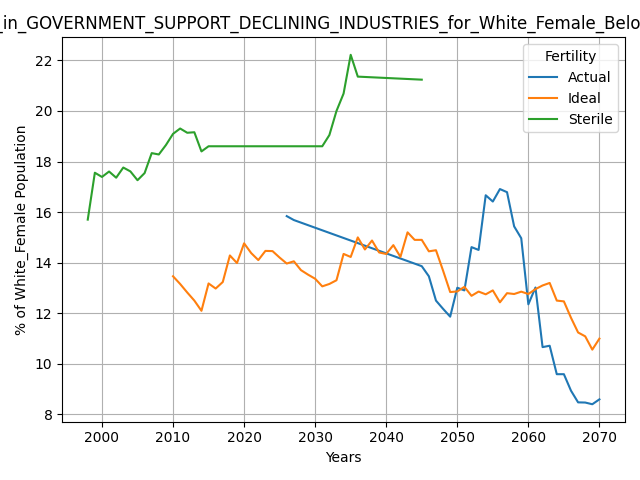 _in_GOVERNMENT_SUPPORT_DECLINING_INDUSTRIES_for_White_Female_Belo
Fertility
Actual
Ideal
Sterile
% of White_Female Population
22
20
18
16
14
12
10
8
2000 2010 2020 2030 2040 2050 2060 2070
Years